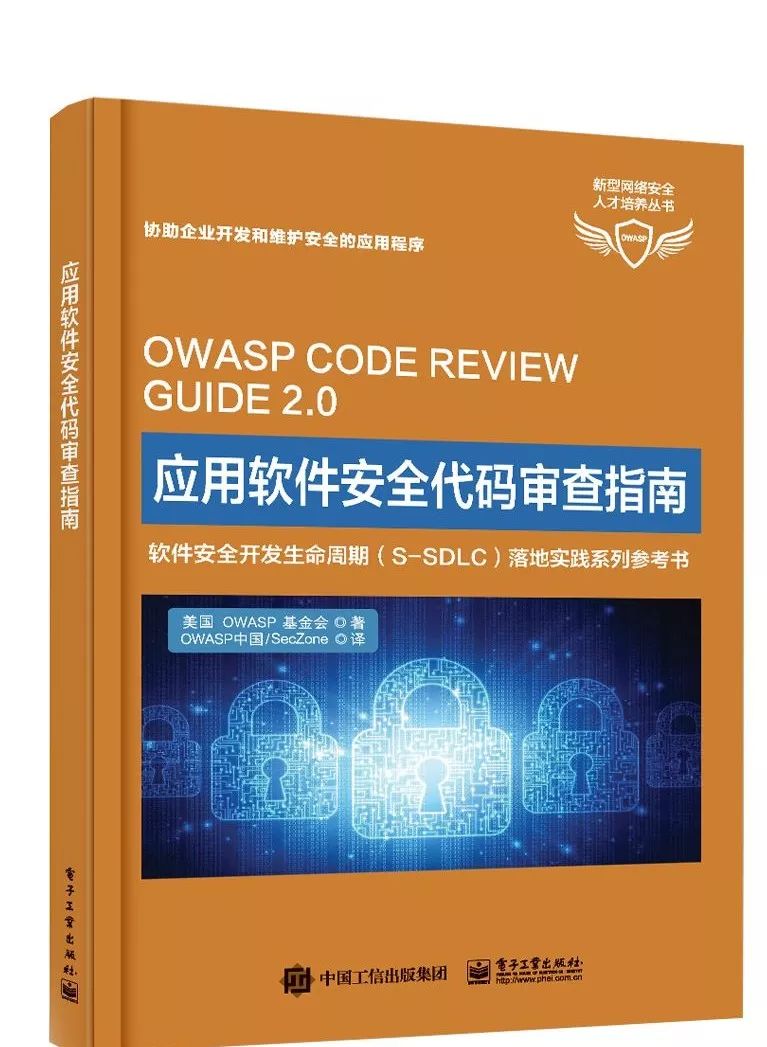 新型网络安全
人才培养丛书
OWASP
协助企业开发和维护安全的应用程序
OWASP CODE REVIEW
GUIDE 2.0
应用软件安全代码审查指南
软件安全开发生命周期(S-SDLC)落地实践系列参考书
美国 OWASP 基金会 ◎ 著
OWASP中国/SecZone ◎ 译
中国工信出版集团
電子工業出版社
http://www.phei.com.cn
应用软件安全代码审查指南
電子工業出版社